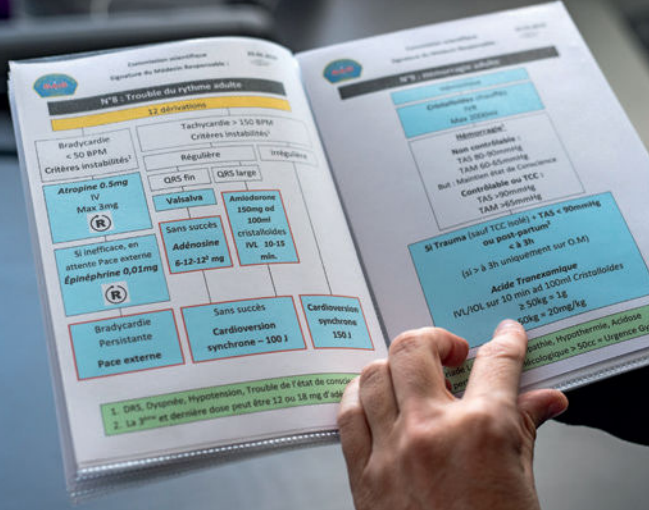 Commission scientifique
Signature du Médecin Responsable :
N°8 : Trouble du rythme adulte
12 dérivations
Bradycardie
< 50 BPM
Critères instabilités¹
Tachycardie > 150 BPM
Critères instabilités¹
Régulière
Irrégulière
QRS fin
QRS large
Atropine 0.5mg
IV
Max 3mg
R
Valsalva
Amiodarone
150mg ad
100ml
cristalloïdes
IVL 10-15
min.
Sans succès
Adénosine
6-12-12² mg
Si inefficace, en
attente Pace externe
Épinéphrine 0,01mg
R
Bradycardie
Persistante
Pace externe
Sans succès
Cardioversion
synchrone – 100 J
Cardioversion
synchrone
150 J
1. DRS, Dyspnée, Hypotension, Trouble de l'état de
2. La 3ème et dernière dose peut être 12 ou 18 mg
Commission scientifique
Signature du Médecin Responsable :
N°9 : Hémorragie adulte
Cristalloïdes chauffés
IVR
Max 2000ml
Hémorragie
Non contrôlable :
TAS 80-90mmHg
TAM 60-65mmHg
But : Maintien état de Conscience
Contrôlable ou TCC :
TAS >90mmHg
TAM >65mmHg
Si Trauma (sauf TCC isolé) + TAS < 90mmHg
ou post-partum²
< à 3h
(si > à 3h uniquement sur O.M)
Acide Tranexamique
IVL/IOL sur 10 min ad 100ml Cristalloïdes
≥ 50kg = 1g
50kg = 20mg/kg
Hypothermie, Acidose
> 50cc = Urgence